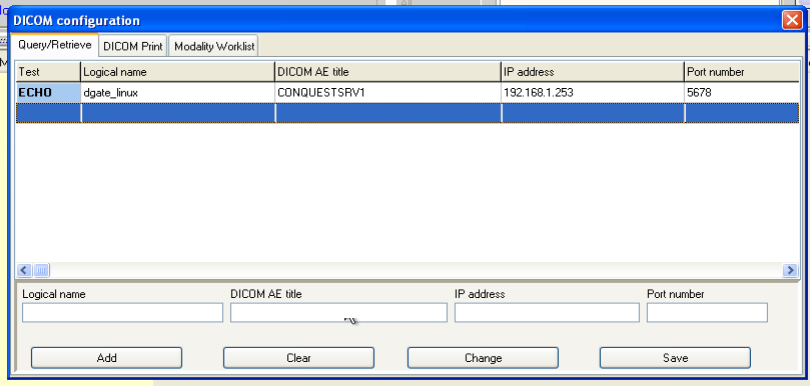 DICOM configuration
Query/Retrieve DICOM Print Modality Worklist
Test Logical name DICOM AE title IP address Port number
ECHO dgate_linux CONQUESTSRV1 192.168.1.253 5678
Logical name DICOM AE title IP address Port number
Add Clear Change Save